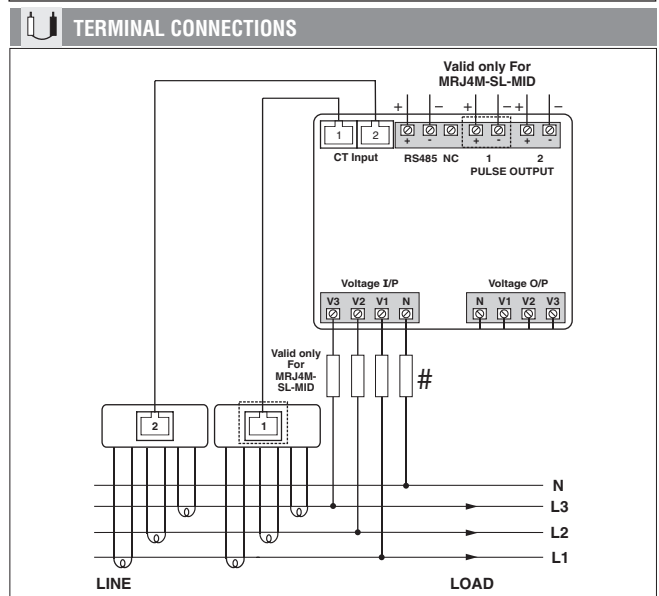 TERMINAL CONNECTIONS
Valid only For
MRJ4M-SL-MID
+ − + − + −
1 2
+ - + - + -
CT Input RS485 NC 1 2
PULSE OUTPUT
Voltage I/P Voltage O/P
V3 V2 V1 N N V1 V2 V3
Valid only
For
MRJ4M-
SL-MID
#
2 1
N
L3
L2
L1
LINE LOAD